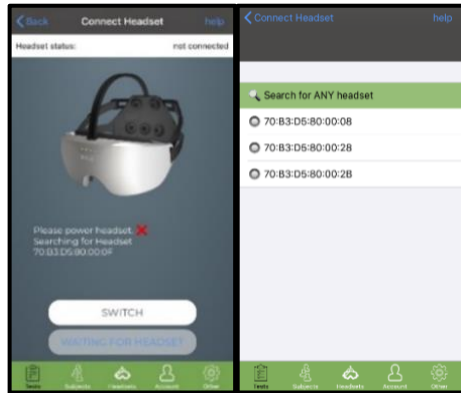 Back Connect Headset help
Headset status: not connected
Please power headset.
Searching for Headset
70:B3:D5:80:00:0F
SWITCH
WAITING FOR HEADSET
Tests Subjects Headsets Account Other
Connect Headset help
Search for ANY headset
70:B3:D5:80:00:08
70:B3:D5:80:00:28
70:B3:D5:80:00:2B
Tests Subjects Headsets Account Other